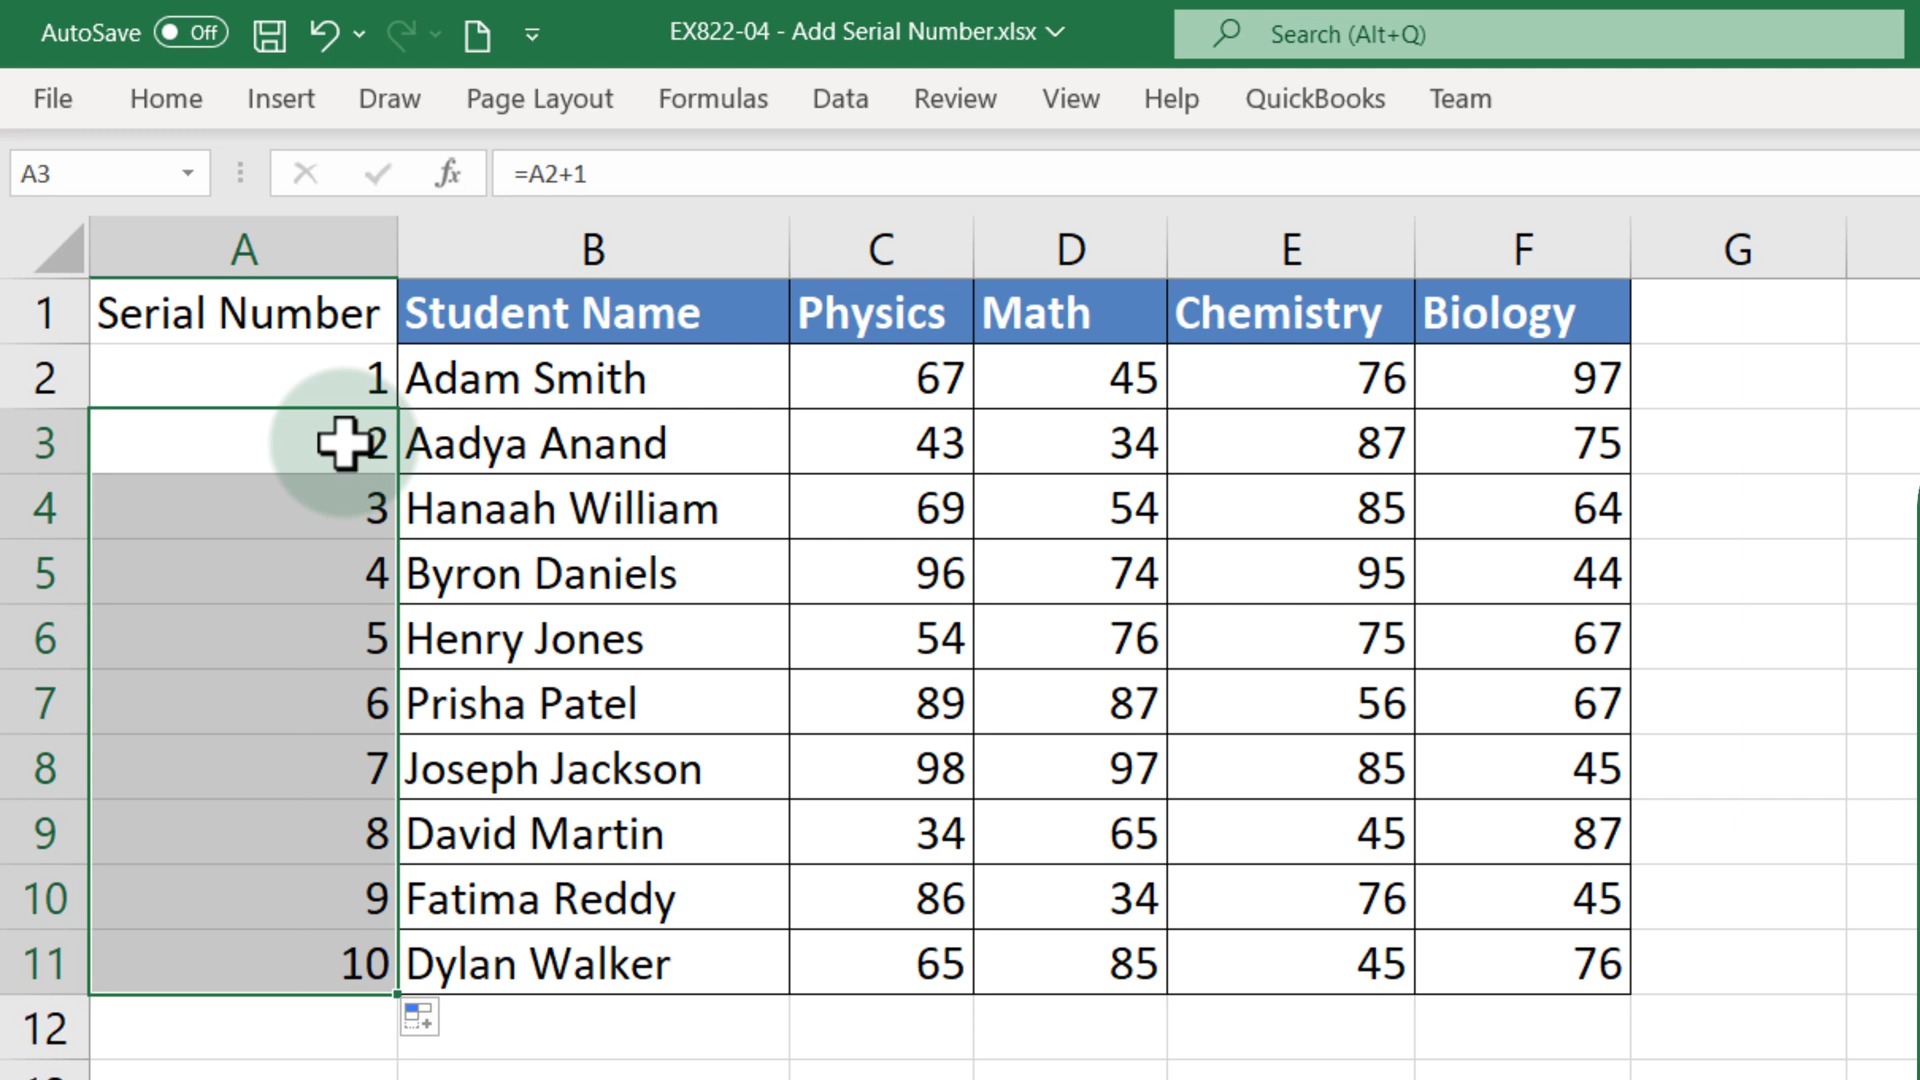 AutoSave Off EX822-04 - Add Serial Number.xlsx Search (Alt+Q)
File Home Insert Draw Page Layout Formulas Data Review View Help QuickBooks Team
A3 fx =A2+1
A B C D E F G
1 Serial Number Student Name Physics Math Chemistry Biology
2 1 Adam Smith 67 45 76 97
3 2 Aadya Anand 43 34 87 75
4 3 Hanaah William 69 54 85 64
5 4 Byron Daniels 96 74 95 44
6 5 Henry Jones 54 76 75 67
7 6 Prisha Patel 89 87 56 67
8 7 Joseph Jackson 98 97 85 45
9 8 David Martin 34 65 45 87
10 9 Fatima Reddy 86 34 76 45
11 10 Dylan Walker 65 85 45 76
12